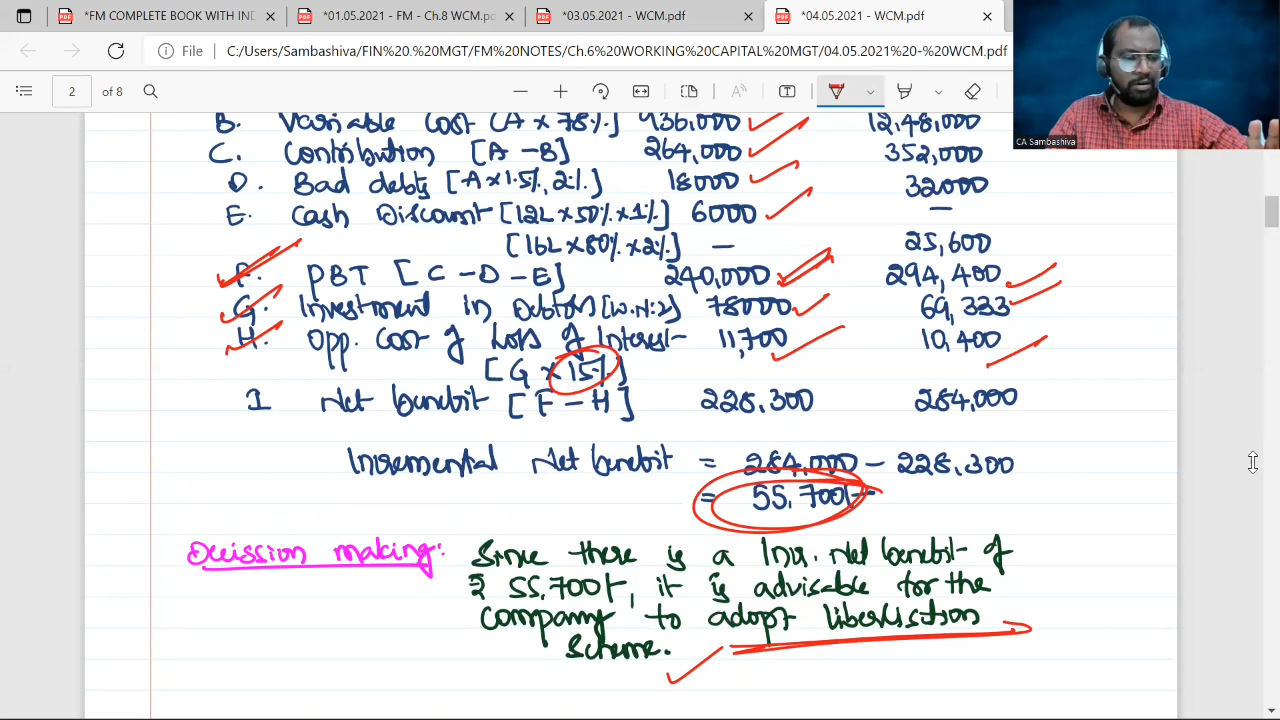 *FM COMPLETE BOOK WITH IND
*01.05.2021 - FM - Ch.8 WCM.pd
*03.05.2021 - WCM.pdf
*04.05.2021 - WCM.pdf
File C:/Users/Sambashiva/FIN%20.%20MGT/FM%20NOTES/Ch.6%20WORKING%20CAPITAL%20MGT/04.05.2021%20-%20WCM.pdf
2 of 8
CA Sambashiva
B. Variable Cost (A x 78%] 936,000 12,48,000
C. Contribution [A - B] 264,000 352,000
D. Bad debts [A x 1.5%, 2%] 18000 32000
E. Cash Discount [12L x 50% x 1%] 6000 —
[16L x 80% x 2%] — 25,600
F. PBT [C - D - E] 240,000 294,400
G. Investment in Debtors [W.N:2] 78000 69,333
H. Opp. Cost of Loss of Interest 11,700 10,400
[G x 15%]
I Net benefit [F - H] 228,300 284,000
Incremental Net benefit = 284,000 - 228,300
= 55,700/-
Decission making: Since there is a Incr. Net benefit of
₹ 55,700/-, it is advisable for the
company to adopt liberlisation
Scheme.